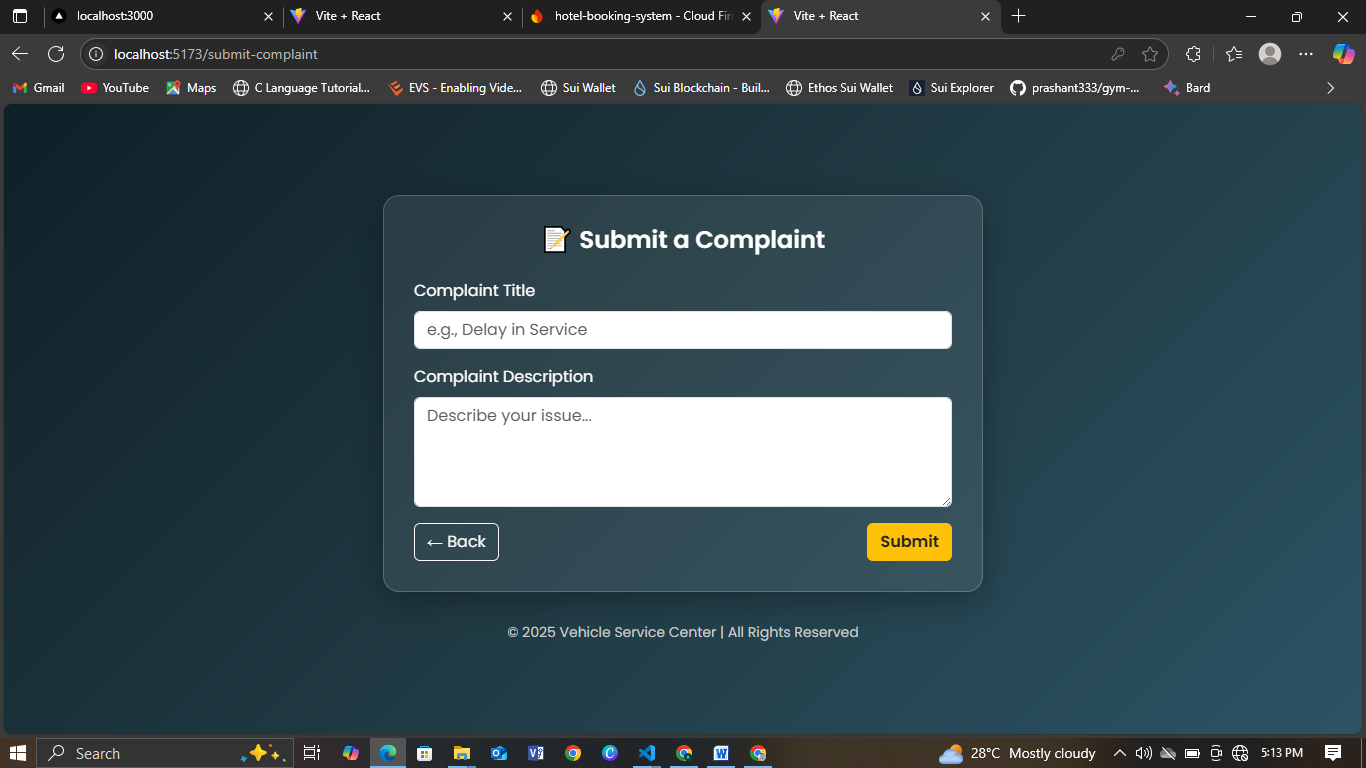 localhost:3000
Vite + React
hotel-booking-system - Cloud Fir
Vite + React
localhost:5173/submit-complaint
Gmail
YouTube
Maps
C Language Tutorial...
EVS - Enabling Vide...
Sui Wallet
Sui Blockchain - Buil...
Ethos Sui Wallet
Sui Explorer
prashant333/gym-...
Bard
📝 Submit a Complaint
Complaint Title
e.g., Delay in Service
Complaint Description
Describe your issue...
← Back
Submit
© 2025 Vehicle Service Center | All Rights Reserved
Search
28°C Mostly cloudy
5:13 PM